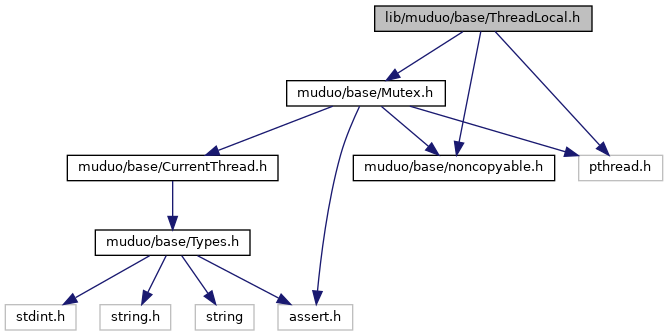 lib/muduo/base/ThreadLocal.h
muduo/base/Mutex.h
muduo/base/CurrentThread.h
muduo/base/noncopyable.h
pthread.h
muduo/base/Types.h
stdint.h
string.h
string
assert.h